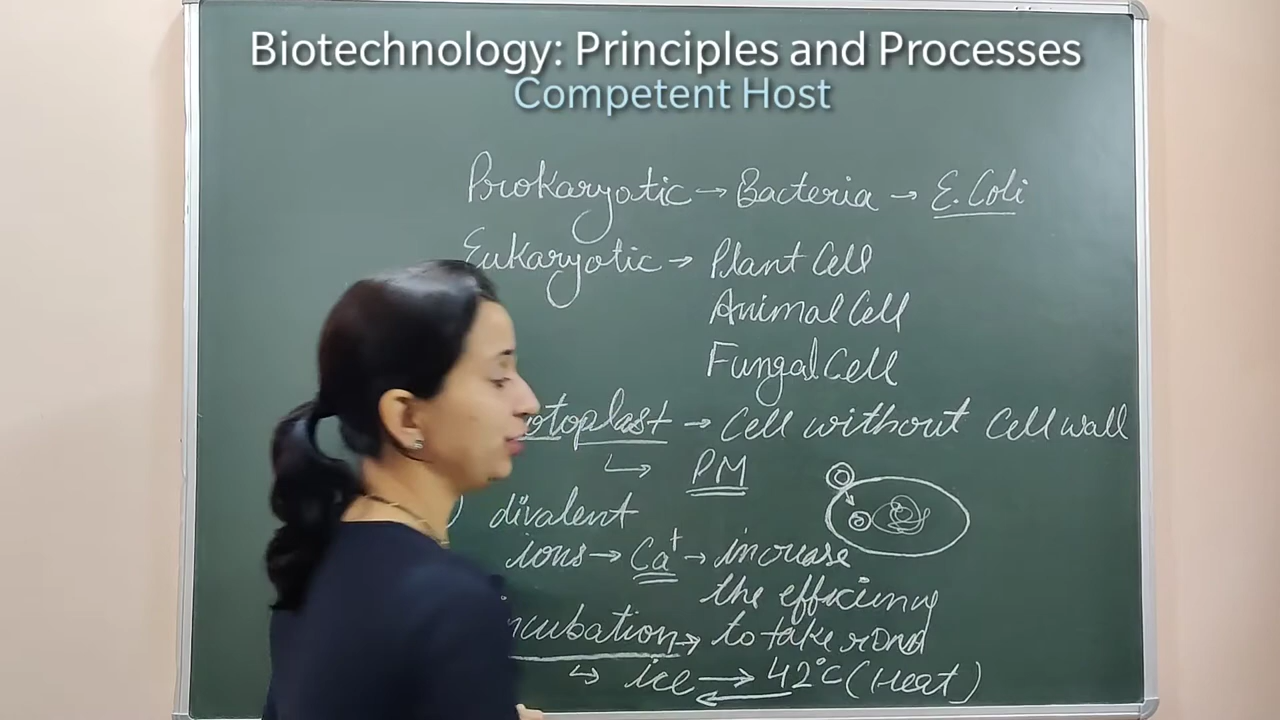 Biotechnology: Principles and Processes
Competent Host
Prokaryotic → Bacteria → E. Coli
Eukaryotic → Plant Cell
Animal Cell
Fungal Cell
otoplast → Cell without Cell wall
↳ PM
) divalent
ions → Ca⁺ → increase
the efficiency
ncubation → to take rDNA
↳ ice → 42°C (Heat)